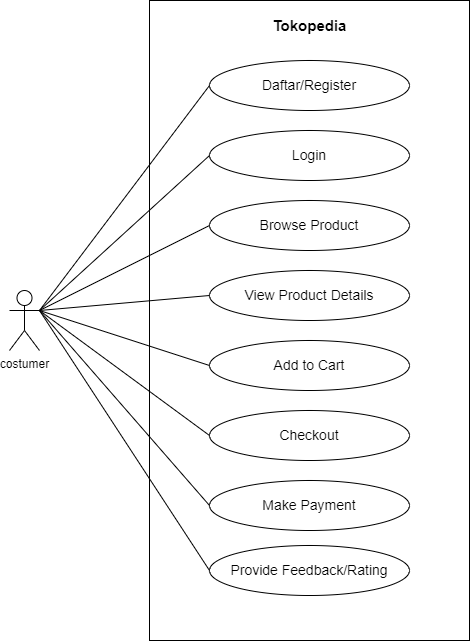 Tokopedia
Daftar/Register
Login
Browse Product
View Product Details
Add to Cart
Checkout
Make Payment
Provide Feedback/Rating
costumer